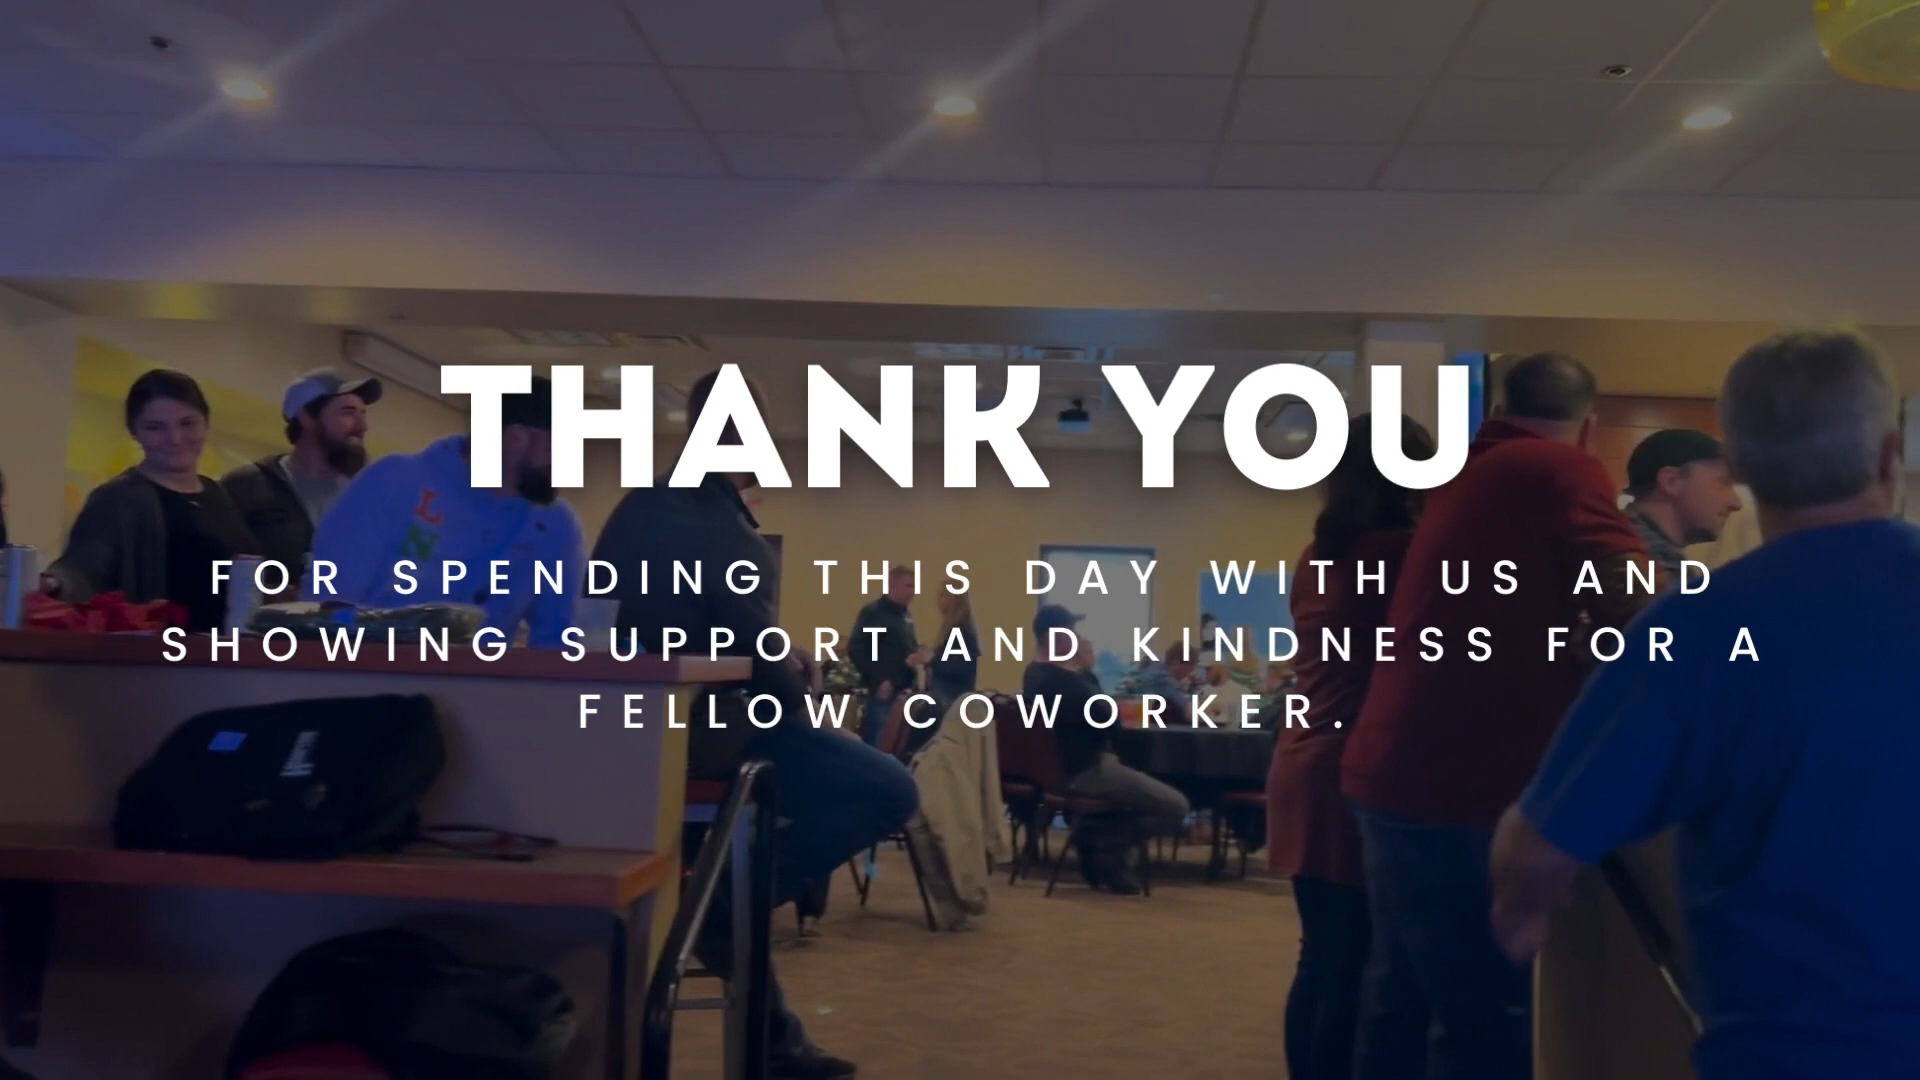 THANK YOU
FOR SPENDING THIS DAY WITH US AND
SHOWING SUPPORT AND KINDNESS FOR A
FELLOW COWORKER.
L
N